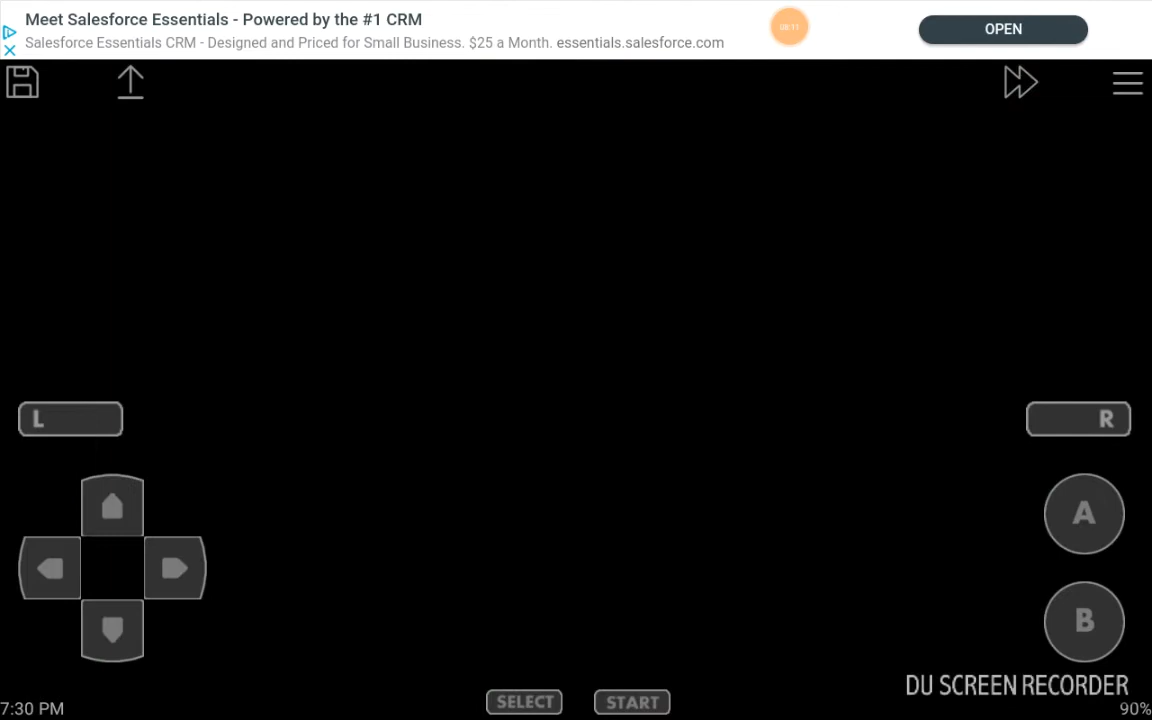 Meet Salesforce Essentials - Powered by the #1 CRM
Salesforce Essentials CRM - Designed and Priced for Small Business. $25 a Month. essentials.salesforce.com
OPEN
L
R
A
B
SELECT
START
DU SCREEN RECORDER
7:30 PM
90%